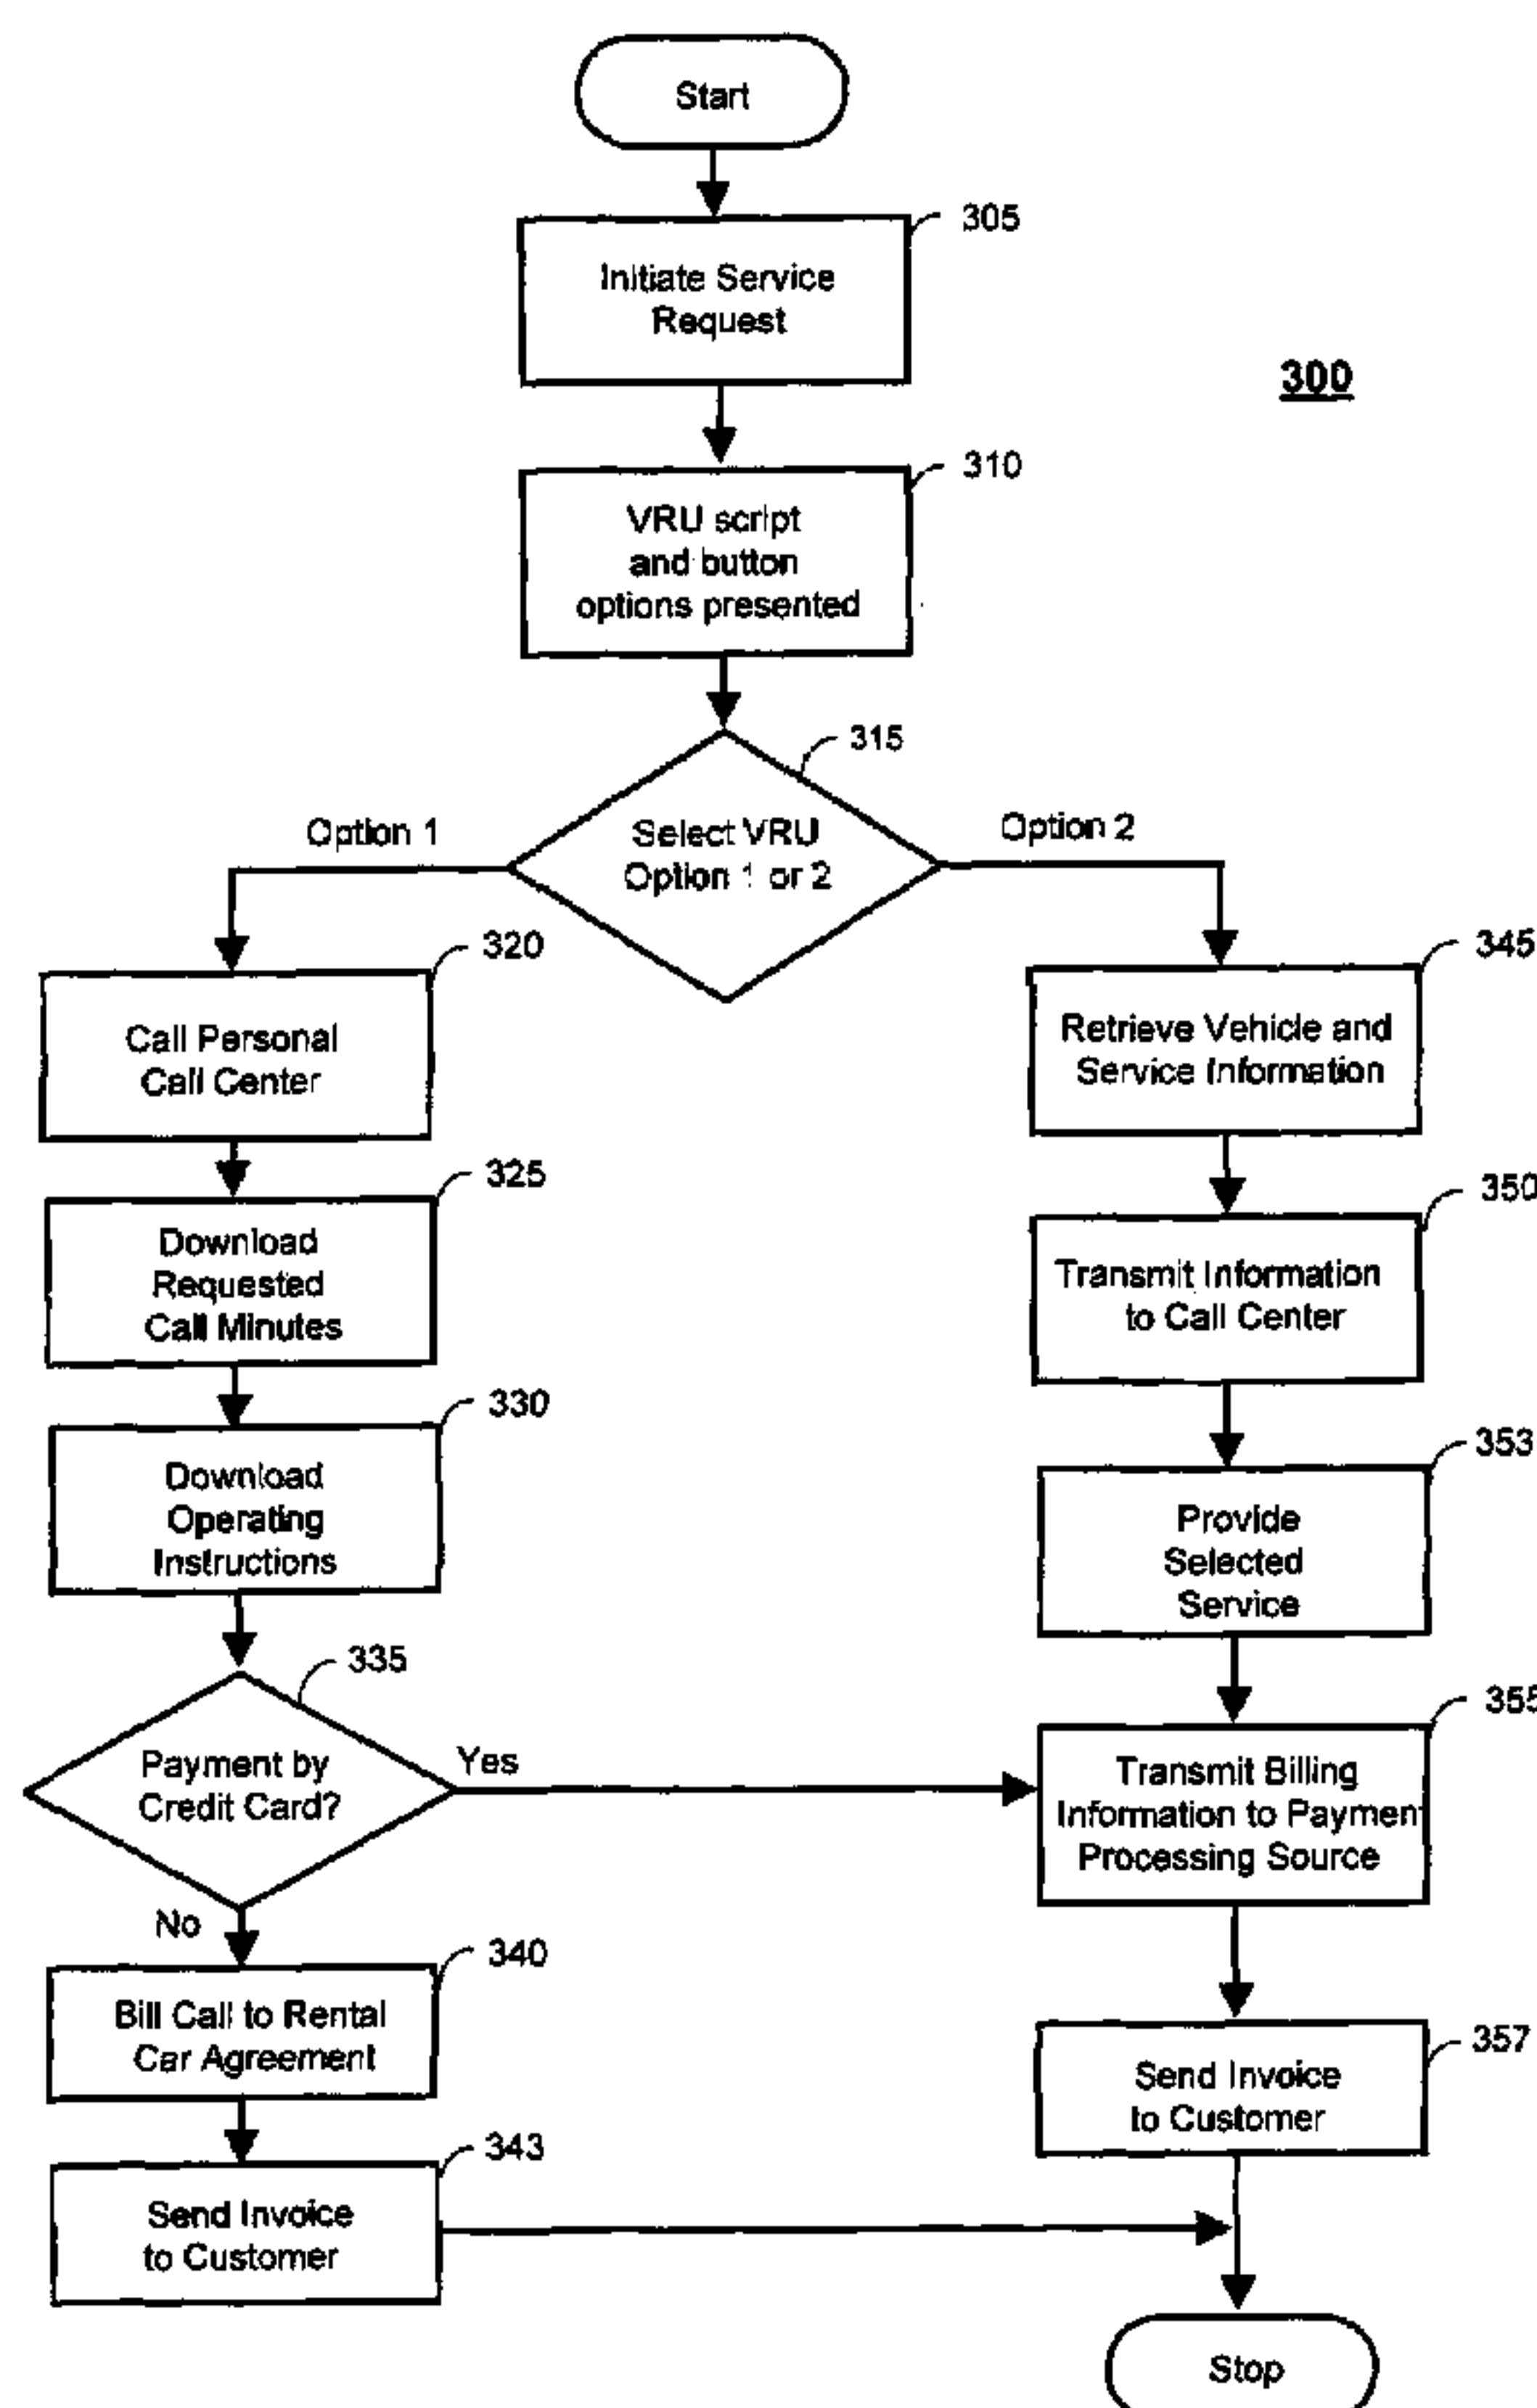 Start
305
Initiate Service
Request
300
310
VRU script
and button
options presented
315
Option 1
Select VRU
Option 1 or 2
Option 2
320
Call Personal
Call Center
345
Retrieve Vehicle and
Service Information
325
Download
Requested
Call Minutes
350
Transmit Information
to Call Center
330
Download
Operating
Instructions
353
Provide
Selected
Service
335
Payment by
Credit Card?
Yes
No
355
Transmit Billing
Information to Payment
Processing Source
340
Bill Call to Rental
Car Agreement
357
Send Invoice
to Customer
343
Send Invoice
to Customer
Stop